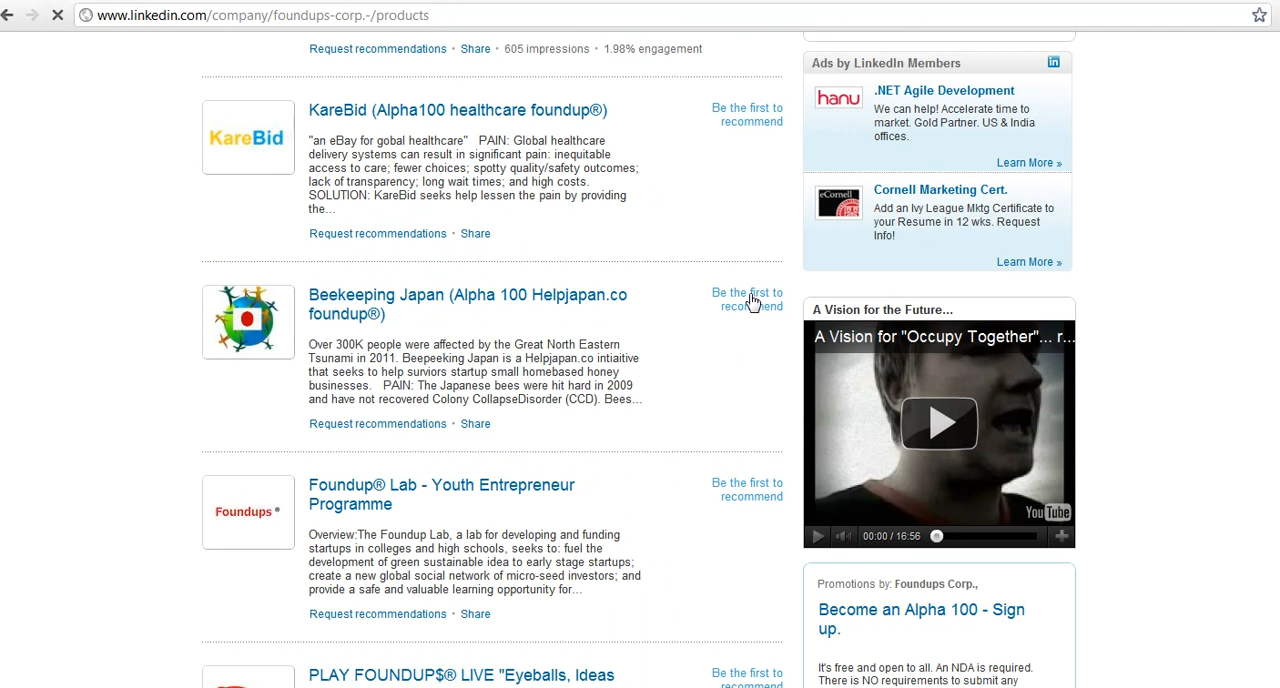 www.linkedin.com/company/foundups-corp.-/products
Request recommendations • Share • 605 impressions • 1.98% engagement
KareBid
KareBid (Alpha100 healthcare foundup®)
Be the first to
recommend
"an eBay for gobal healthcare" PAIN: Global healthcare
delivery systems can result in significant pain: inequitable
access to care; fewer choices; spotty quality/safety outcomes;
lack of transparency; long wait times; and high costs.
SOLUTION: KareBid seeks help lessen the pain by providing
the...
Request recommendations • Share
Beekeeping Japan (Alpha 100 Helpjapan.co
foundup®)
Be the first to
recommend
Over 300K people were affected by the Great North Eastern
Tsunami in 2011. Beepeeking Japan is a Helpjapan.co intiaitive
that seeks to help surviors startup small homebased honey
businesses. PAIN: The Japanese bees were hit hard in 2009
and have not recovered Colony CollapseDisorder (CCD). Bees...
Request recommendations • Share
Foundups ®
Foundup® Lab - Youth Entrepreneur
Programme
Be the first to
recommend
Overview:The Foundup Lab, a lab for developing and funding
startups in colleges and high schools, seeks to: fuel the
development of green sustainable idea to early stage startups;
create a new global social network of micro-seed investors; and
provide a safe and valuable learning opportunity for...
Request recommendations • Share
PLAY FOUNDUP$® LIVE "Eyeballs, Ideas
Be the first to
recommend
Ads by LinkedIn Members
in
hanu
.NET Agile Development
We can help! Accelerate time to
market. Gold Partner. US & India
offices.
Learn More »
eCornell
Cornell Marketing Cert.
Add an Ivy League Mktg Certificate to
your Resume in 12 wks. Request
Info!
Learn More »
A Vision for the Future...
A Vision for "Occupy Together"... r...
YouTube
00:00 / 16:56
Promotions by: Foundups Corp.,
Become an Alpha 100 - Sign
up.
It's free and open to all. An NDA is required.
There is NO requirements to submit any